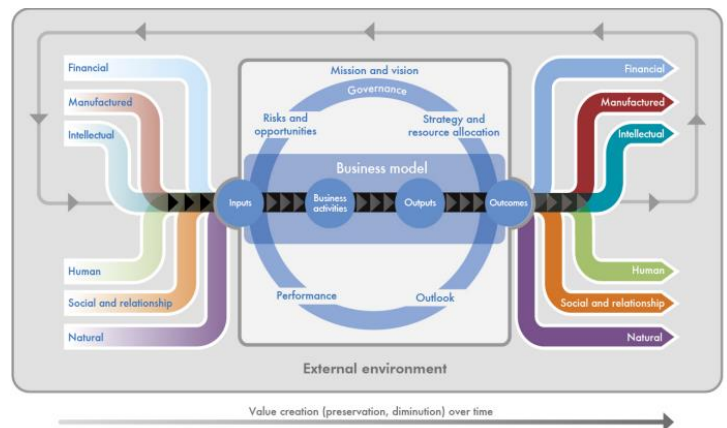 Financial
Manufactured
Intellectual
Human
Social and relationship
Natural
Mission and vision
Governance
Risks and
opportunities
Strategy and
resource allocation
Business model
Inputs
Business
activities
Outputs
Outcomes
Performance
Outlook
Financial
Manufactured
Intellectual
Human
Social and relationship
Natural
External environment
Value creation (preservation, diminution) over time